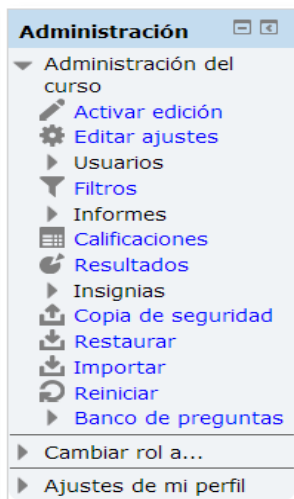 Administración
Administración del
curso
Activar edición
Editar ajustes
Usuarios
Filtros
Informes
Calificaciones
Resultados
Insignias
Copia de seguridad
Restaurar
Importar
Reiniciar
Banco de preguntas
Cambiar rol a...
Ajustes de mi perfil